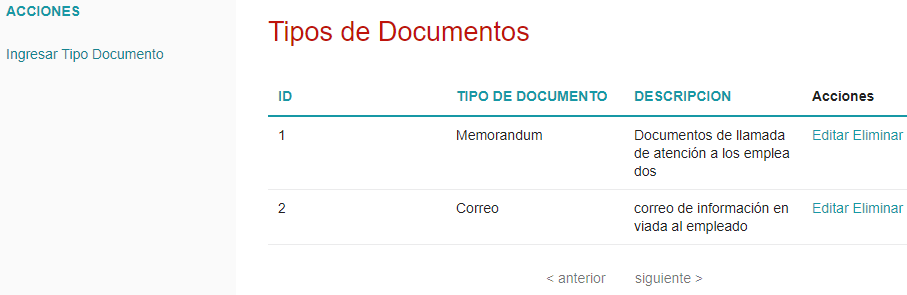 ACCIONES
Ingresar Tipo Documento
Tipos de Documentos
ID TIPO DE DOCUMENTO DESCRIPCION Acciones
1 Memorandum Documentos de llamada Editar Eliminar
de atención a los emplea
dos
2 Correo correo de información en Editar Eliminar
viada al empleado
< anterior siguiente >